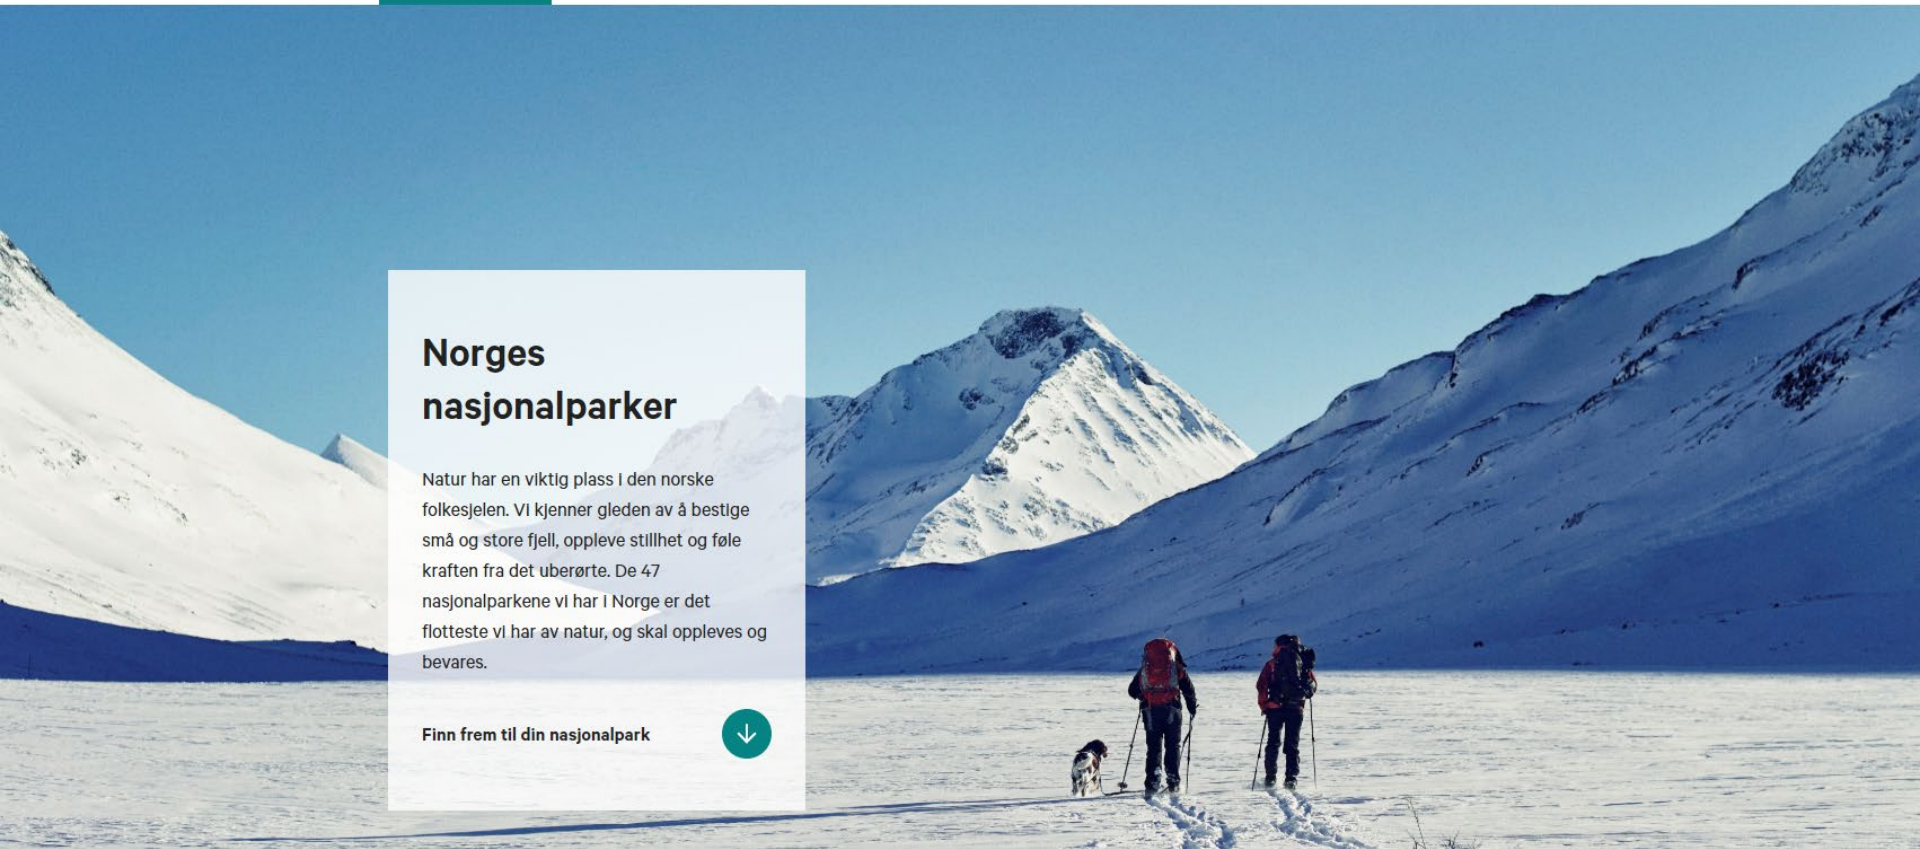 Norges
nasjonalparker
Natur har en viktig plass i den norske
folkesjelen. Vi kjenner gleden av å bestige
små og store fjell, oppleve stillhet og føle
kraften fra det uberørte. De 47
nasjonalparkene vi har i Norge er det
flotteste vi har av natur, og skal oppleves og
bevares.
Finn frem til din nasjonalpark